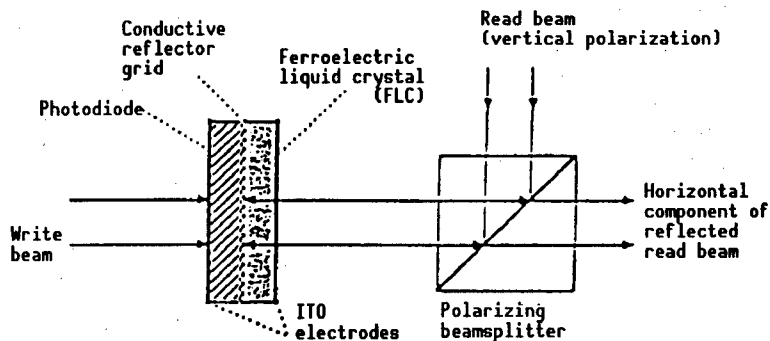 Read beam
(vertical polarization)
Conductive
reflector
grid
Ferroelectric
liquid crystal
(FLC)
Photodiode
Write
beam
Horizontal
component of
reflected
read beam
ITO
electrodes
Polarizing
beamsplitter